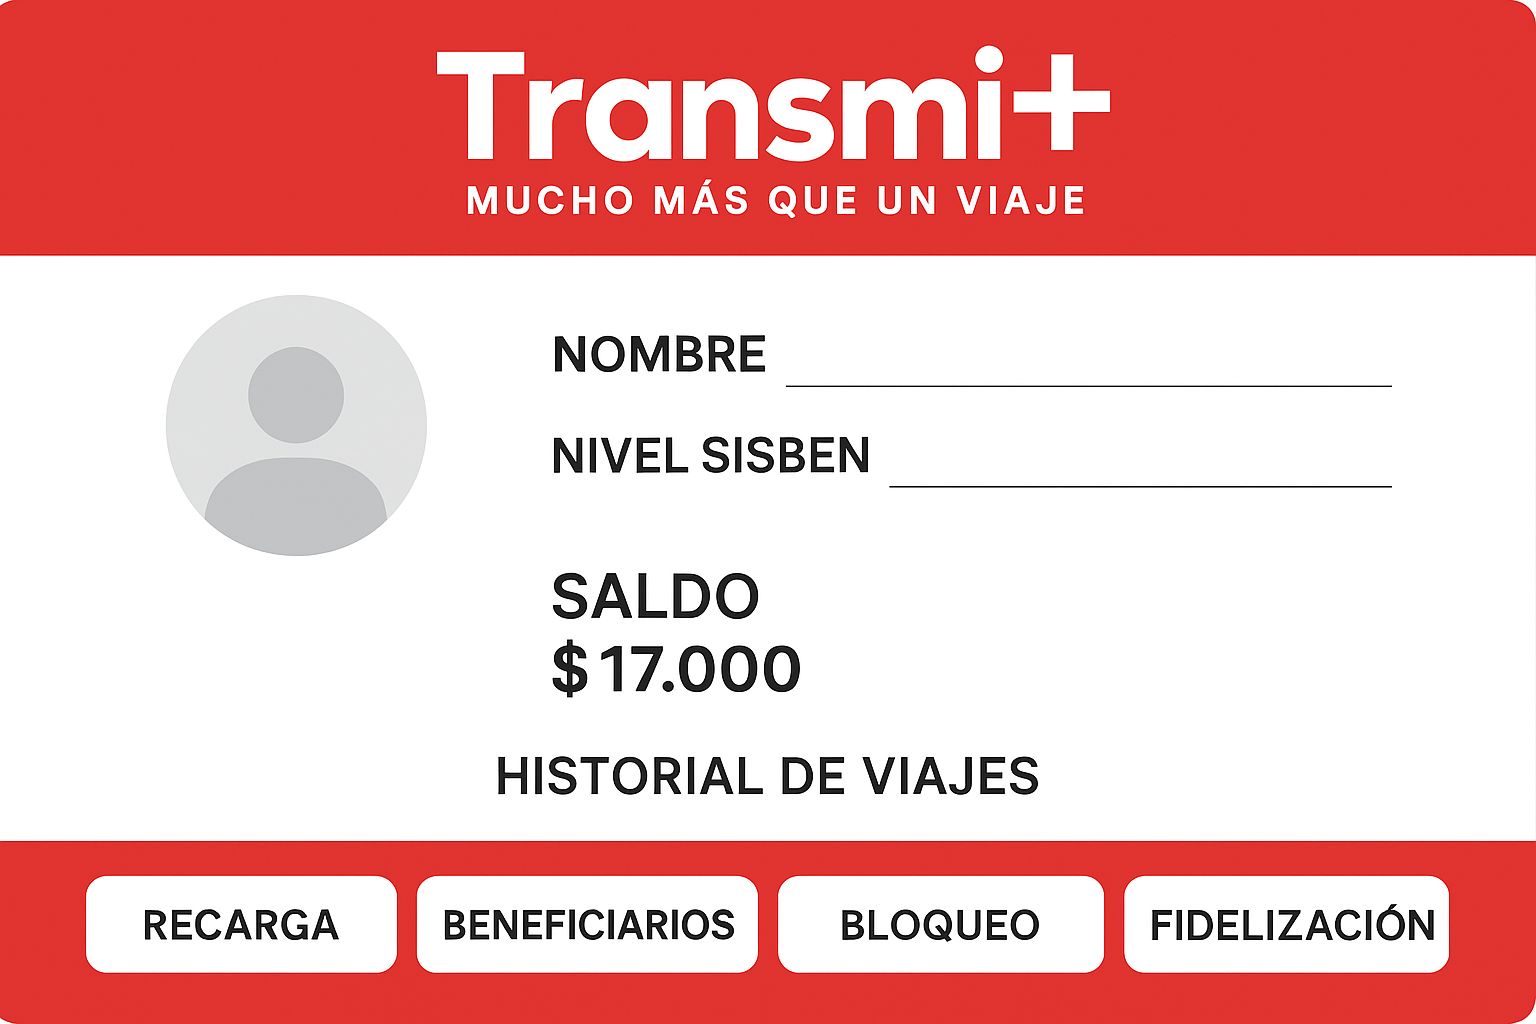 Transmi+
MUCHO MÁS QUE UN VIAJE
NOMBRE
NIVEL SISBEN
SALDO
$ 17.000
HISTORIAL DE VIAJES
RECARGA
BENEFICIARIOS
BLOQUEO
FIDELIZACIÓN